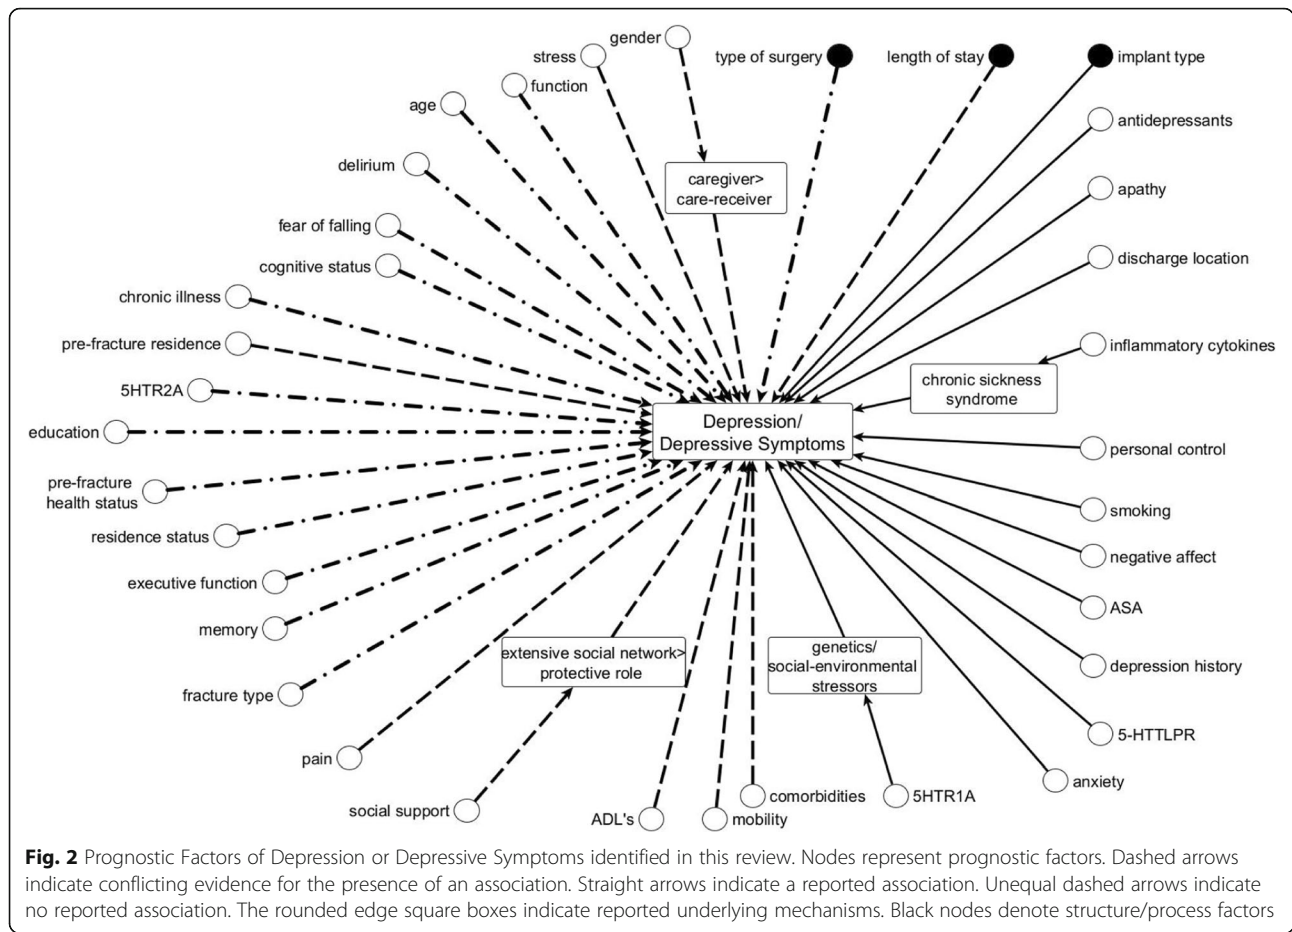 gender
stress
type of surgery
length of stay
implant type
function
age
antidepressants
delirium
caregiver>
care-receiver
apathy
fear of falling
cognitive status
discharge location
chronic illness
pre-fracture residence
inflammatory cytokines
chronic sickness
syndrome
5HTR2A
education
Depression/
Depressive Symptoms
personal control
pre-fracture
health status
smoking
residence status
negative affect
executive function
ASA
memory
extensive social network>
protective role
genetics/
social-environmental
stressors
depression history
fracture type
5-HTTLPR
pain
anxiety
social support
comorbidities
5HTR1A
ADL's
mobility
Fig. 2 Prognostic Factors of Depression or Depressive Symptoms identified in this review. Nodes represent prognostic factors. Dashed arrows
indicate conflicting evidence for the presence of an association. Straight arrows indicate a reported association. Unequal dashed arrows indicate
no reported association. The rounded edge square boxes indicate reported underlying mechanisms. Black nodes denote structure/process factors